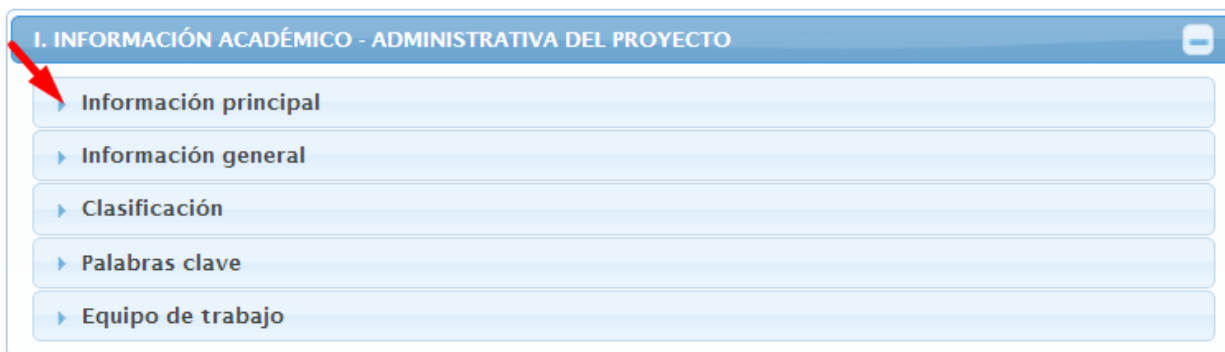 I. INFORMACIÓN ACADÉMICO - ADMINISTRATIVA DEL PROYECTO
Información principal
Información general
Clasificación
Palabras clave
Equipo de trabajo